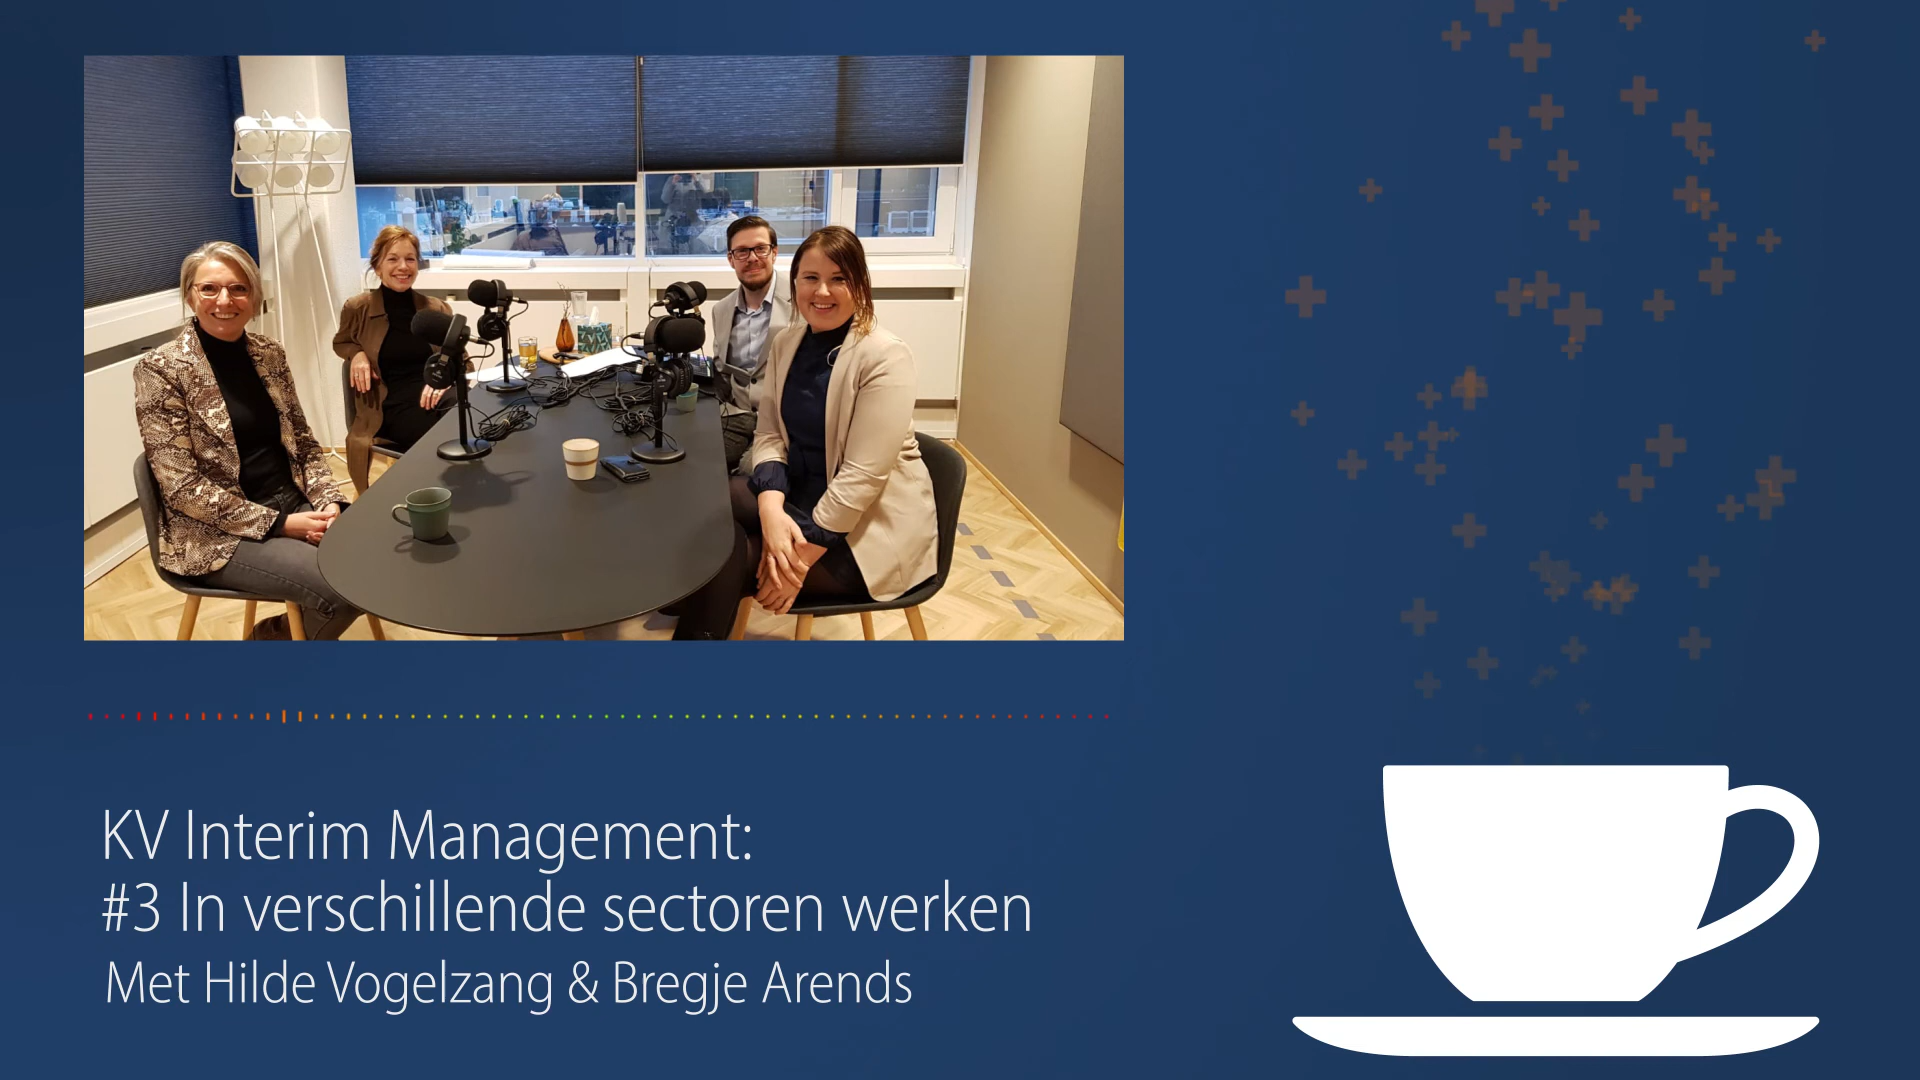 KV Interim Management:
#3 In verschillende sectoren werken
Met Hilde Vogelzang & Bregje Arends